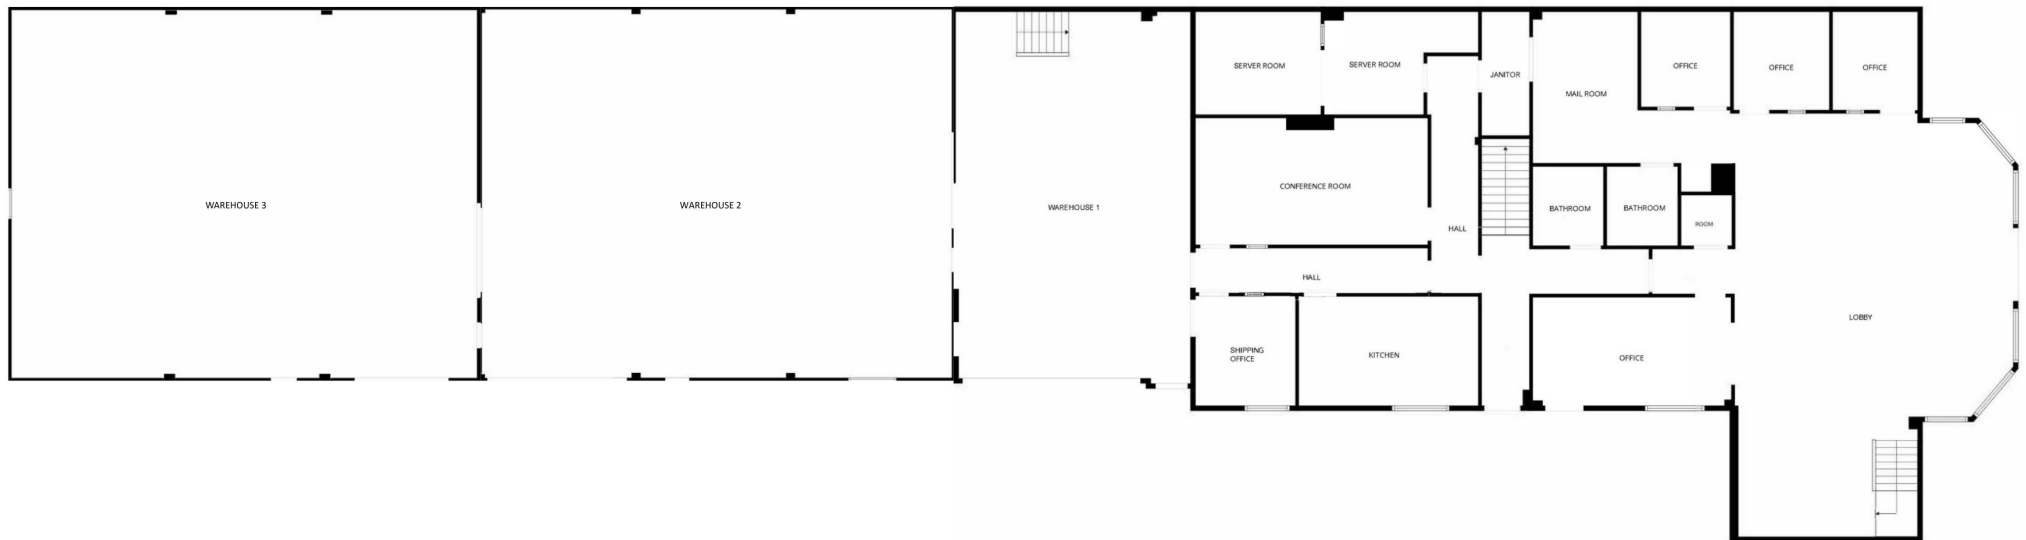 SERVER ROOM
SERVER ROOM
JANITOR
MAIL ROOM
OFFICE
OFFICE
OFFICE
WAREHOUSE 3
WAREHOUSE 2
WAREHOUSE 1
CONFERENCE ROOM
HALL
BATHROOM
BATHROOM
ROOM
HALL
LOBBY
SHIPPING
OFFICE
KITCHEN
OFFICE